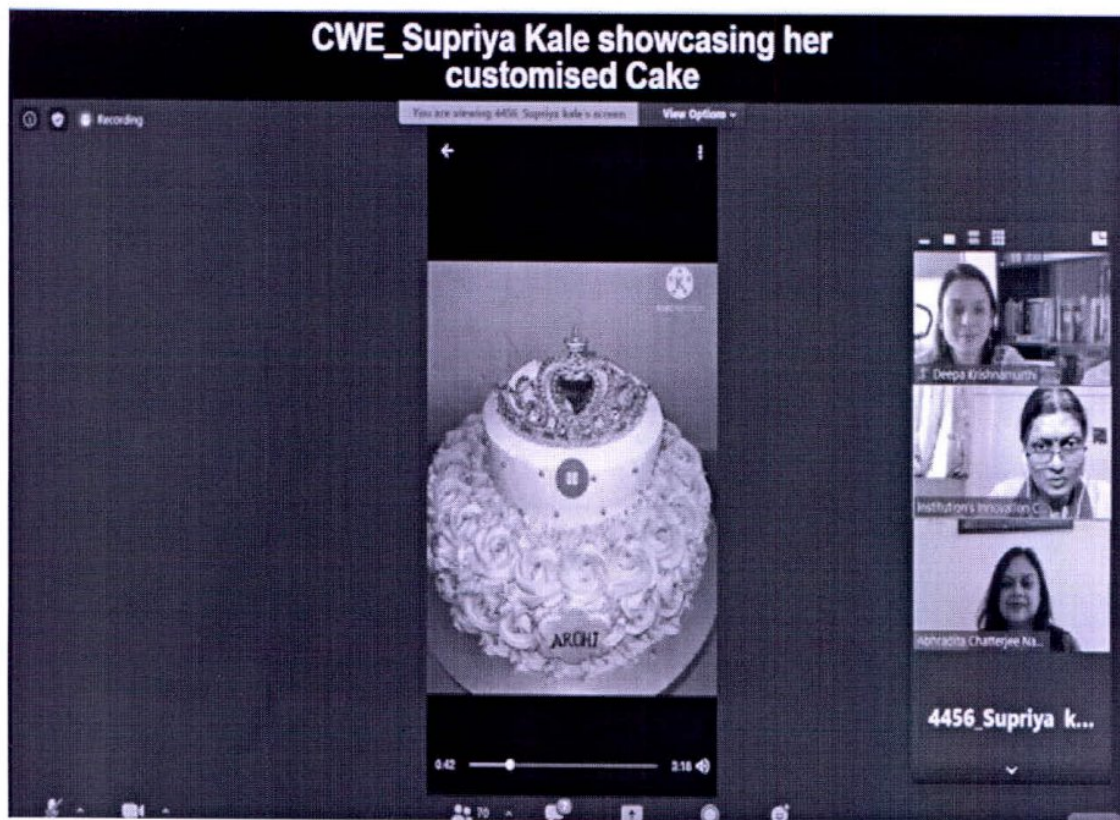 CWE_Supriya Kale showcasing her
customised Cake
Recording
You are viewing 4456_Supriya kale's screen
View Options
ARCHI
Deepa Krishnamurthi
Institution's Innovation C...
Abhradita Chatterjee Na...
4456_Supriya k...
0:42
3:18
70